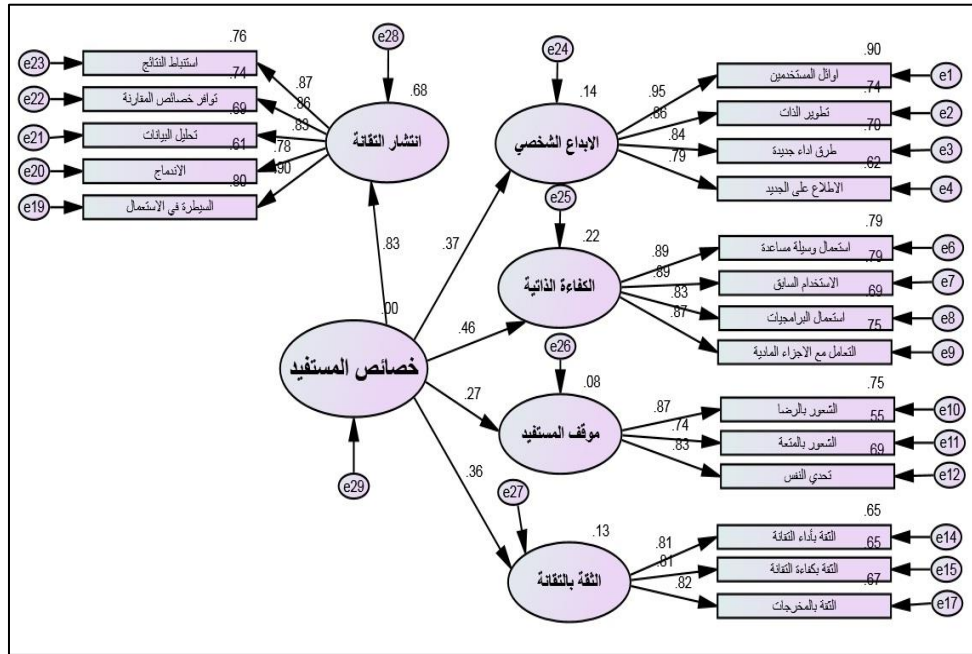 .76
e23
استنباط النتائج
.87
.74
e22
توافر خصائص المقارنة
.86
.69
e21
تحليل البيانات
.83
.61
e20
الاندماج
.78
.80
e19
السيطرة في الاستعمال
.90
e28
.68
انتشار التقانة
.83
.00
خصائص المستفيد
e29
.37
.46
.27
.36
e24
.14
الابداع الشخصي
.95
.86
.84
.79
.90
اوائل المستخدمين
e1
.74
تطوير الذات
e2
.70
طرق اداء جديدة
e3
.62
الاطلاع على الجديد
e4
e25
.22
الكفاءة الذاتية
.89
.89
.83
.87
.79
استعمال وسيلة مساعدة
e6
.79
الاستخدام السابق
e7
.69
استعمال البرامجيات
e8
.75
التعامل مع الاجزاء المادية
e9
e26
.08
موقف المستفيد
.87
.74
.83
.75
الشعور بالرضا
e10
.55
الشعور بالمتعة
e11
.69
تحدي النفس
e12
e27
.13
الثقة بالتقانة
.81
.81
.82
.65
الثقة بأداء التقانة
e14
.65
الثقة بكفاءة التقانة
e15
.67
الثقة بالمخرجات
e17